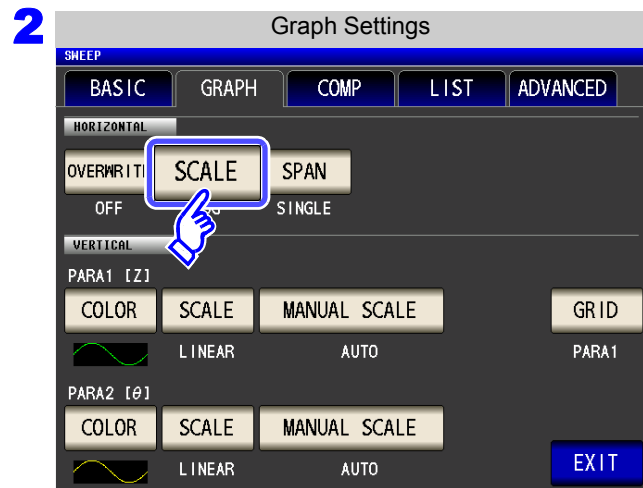 2
Graph Settings
SWEEP
BASIC GRAPH COMP LIST ADVANCED
HORIZONTAL
SCALE SPAN
OFF SINGLE
VERTICAL
PARA1 [Z]
COLOR SCALE MANUAL SCALE GRID
LINEAR AUTO PARA1
PARA2 [θ]
COLOR SCALE MANUAL SCALE
LINEAR AUTO EXIT